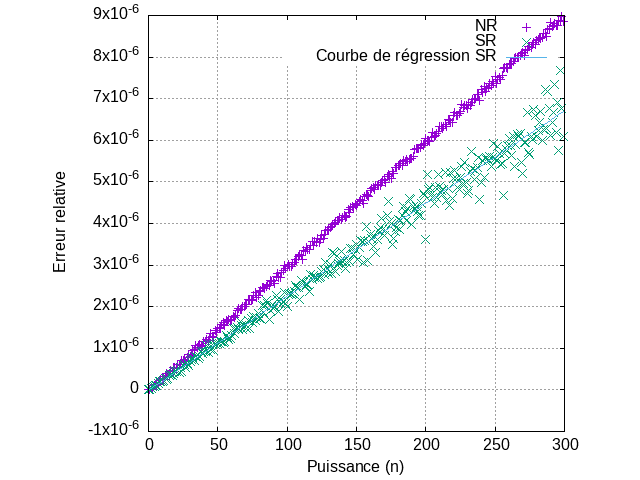 9x10-6
8x10-6
7x10-6
6x10-6
5x10-6
4x10-6
3x10-6
2x10-6
1x10-6
0
-1x10-6
Erreur relative
NR
SR
Courbe de régression SR
0 50 100 150 200 250 300
Puissance (n)